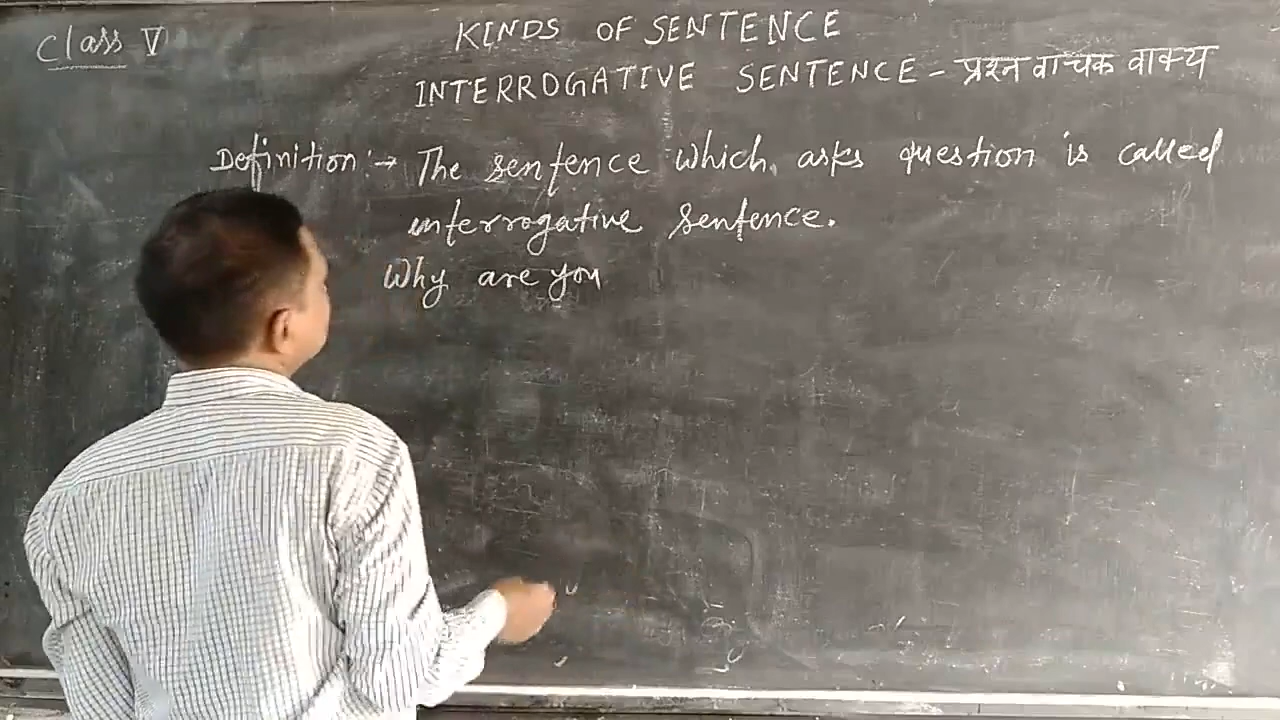 Class V
KINDS OF SENTENCE
INTERROGATIVE SENTENCE - प्रश्न वाचक वाक्य
Definition:→ The sentence which asks question is called
interrogative sentence.
Why are you